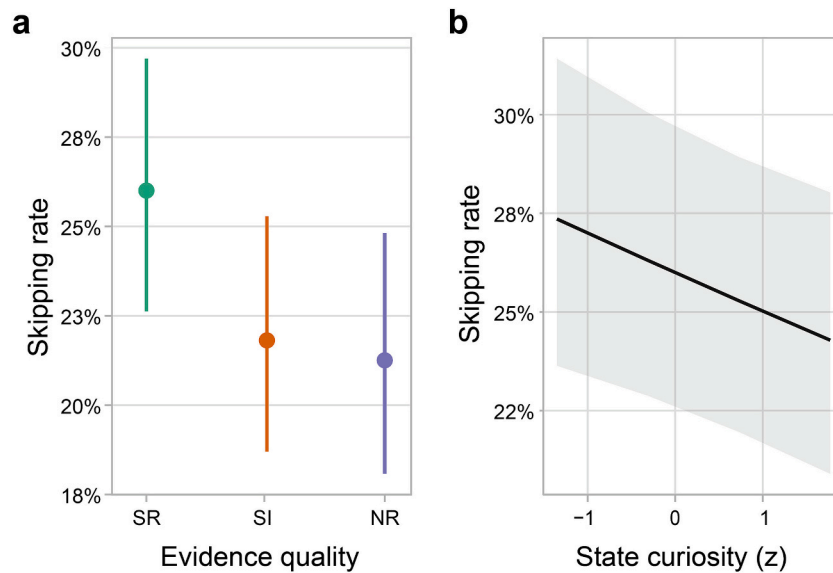 a
30%
28%
25%
23%
20%
18%
Skipping rate
SR SI NR
Evidence quality
b
30%
28%
25%
22%
Skipping rate
−1 0 1
State curiosity (z)